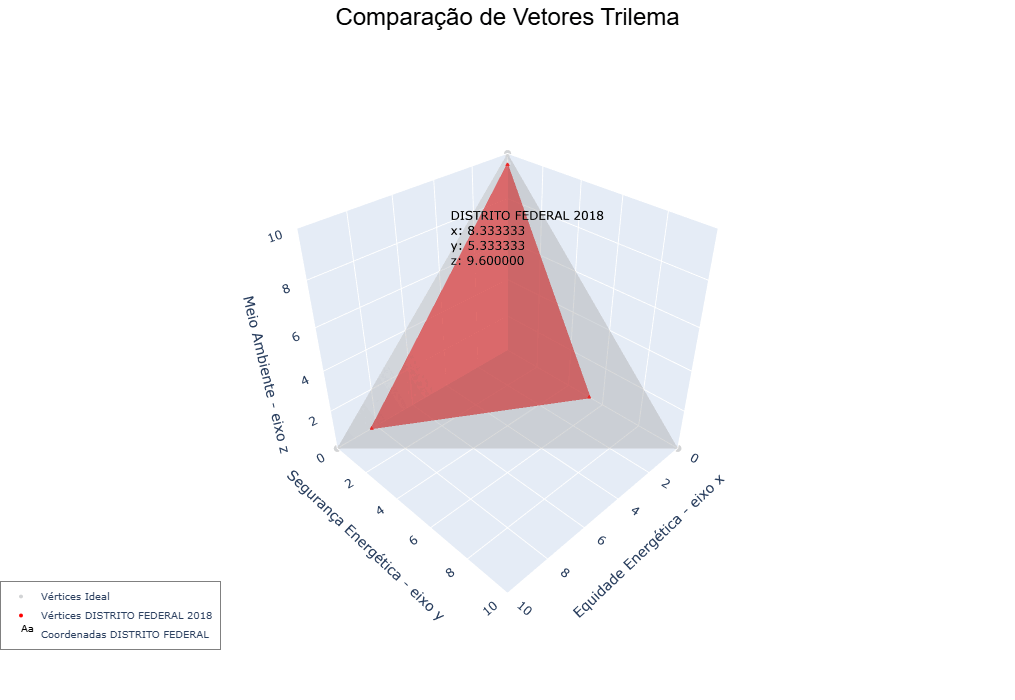 Comparação de Vetores Trilema
DISTRITO FEDERAL 2018
x: 8.333333
y: 5.333333
z: 9.600000
10
8
6
4
2
0
Meio Ambiente - eixo z
2
4
6
8
10
Segurança Energética - eixo y
0
2
4
6
8
10
Equidade Energética - eixo x
Vértices Ideal
Vértices DISTRITO FEDERAL 2018
Aa
Coordenadas DISTRITO FEDERAL